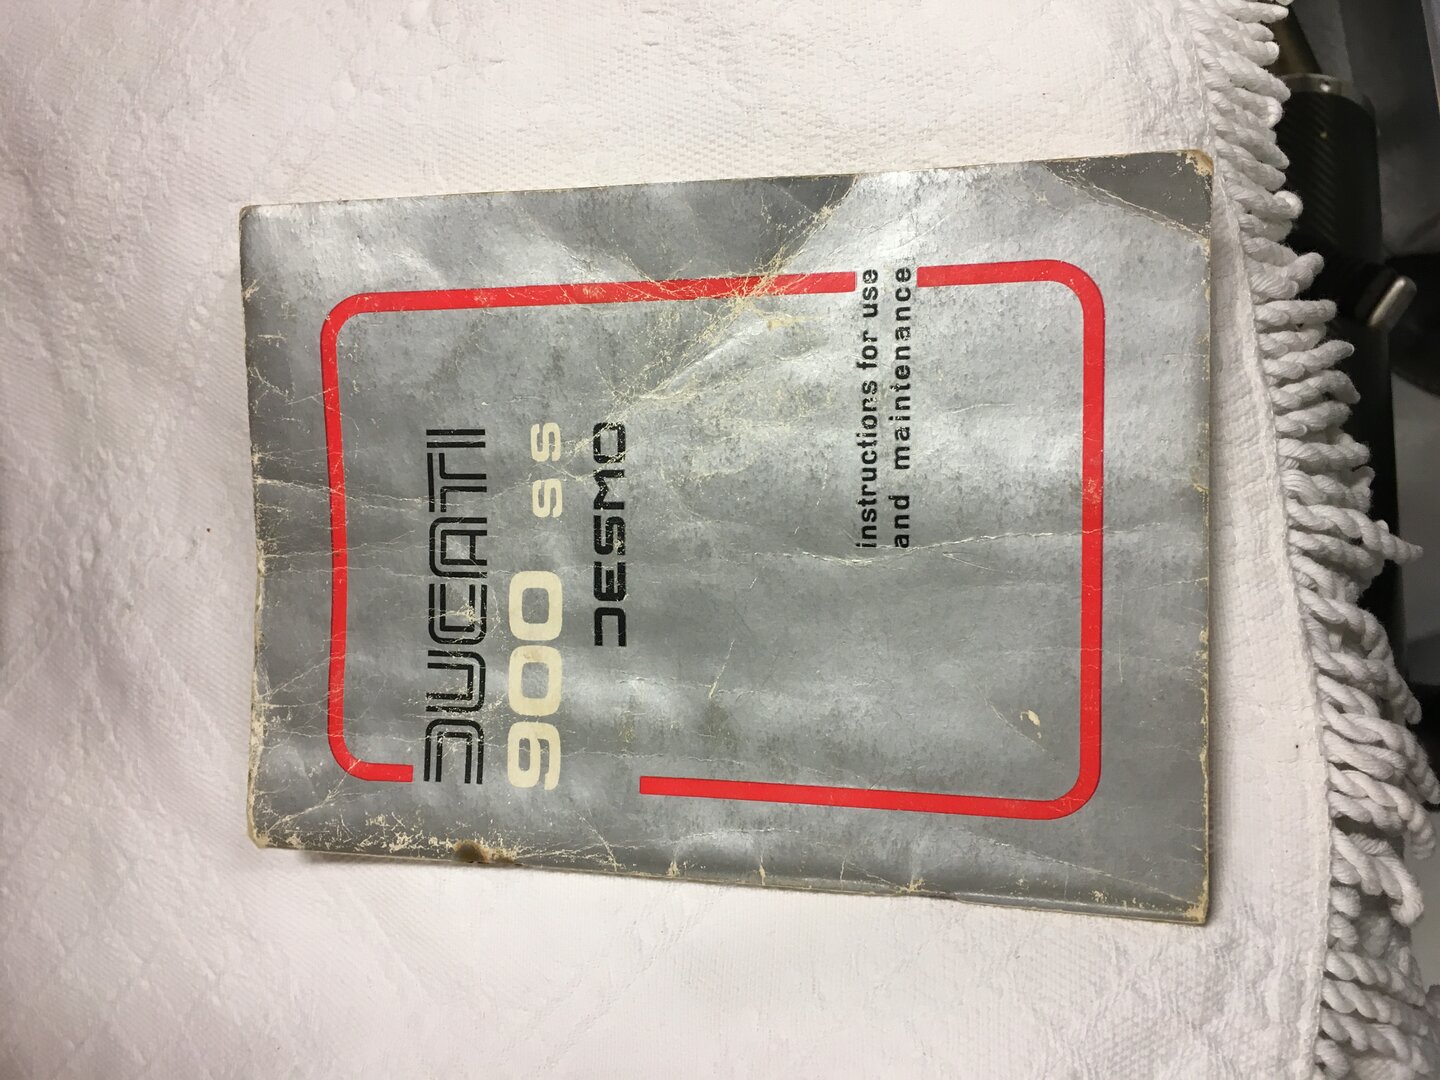 DUCATI
900 SS
DESMO
instructions for use
and maintenance